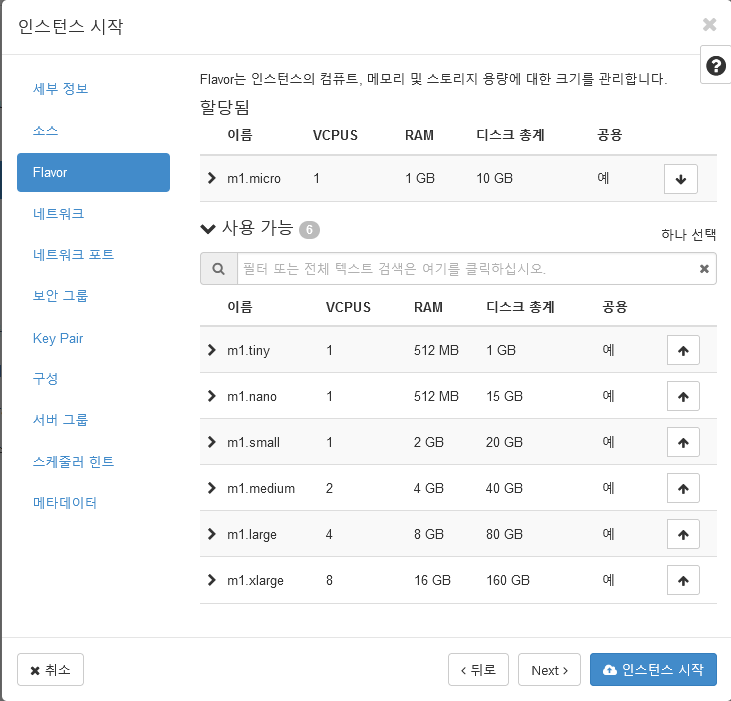 인스턴스 시작
세부 정보
소스
Flavor
네트워크
네트워크 포트
보안 그룹
Key Pair
구성
서버 그룹
스케줄러 힌트
메타데이터
Flavor는 인스턴스의 컴퓨트, 메모리 및 스토리지 용량에 대한 크기를 관리합니다.
할당됨
이름 VCPUS RAM 디스크 총계 공용
m1.micro 1 1 GB 10 GB 예
사용 가능 6
하나 선택
필터 또는 전체 텍스트 검색은 여기를 클릭하십시오.
이름 VCPUS RAM 디스크 총계 공용
m1.tiny 1 512 MB 1 GB 예
m1.nano 1 512 MB 15 GB 예
m1.small 1 2 GB 20 GB 예
m1.medium 2 4 GB 40 GB 예
m1.large 4 8 GB 80 GB 예
m1.xlarge 8 16 GB 160 GB 예
취소
뒤로
Next
인스턴스 시작